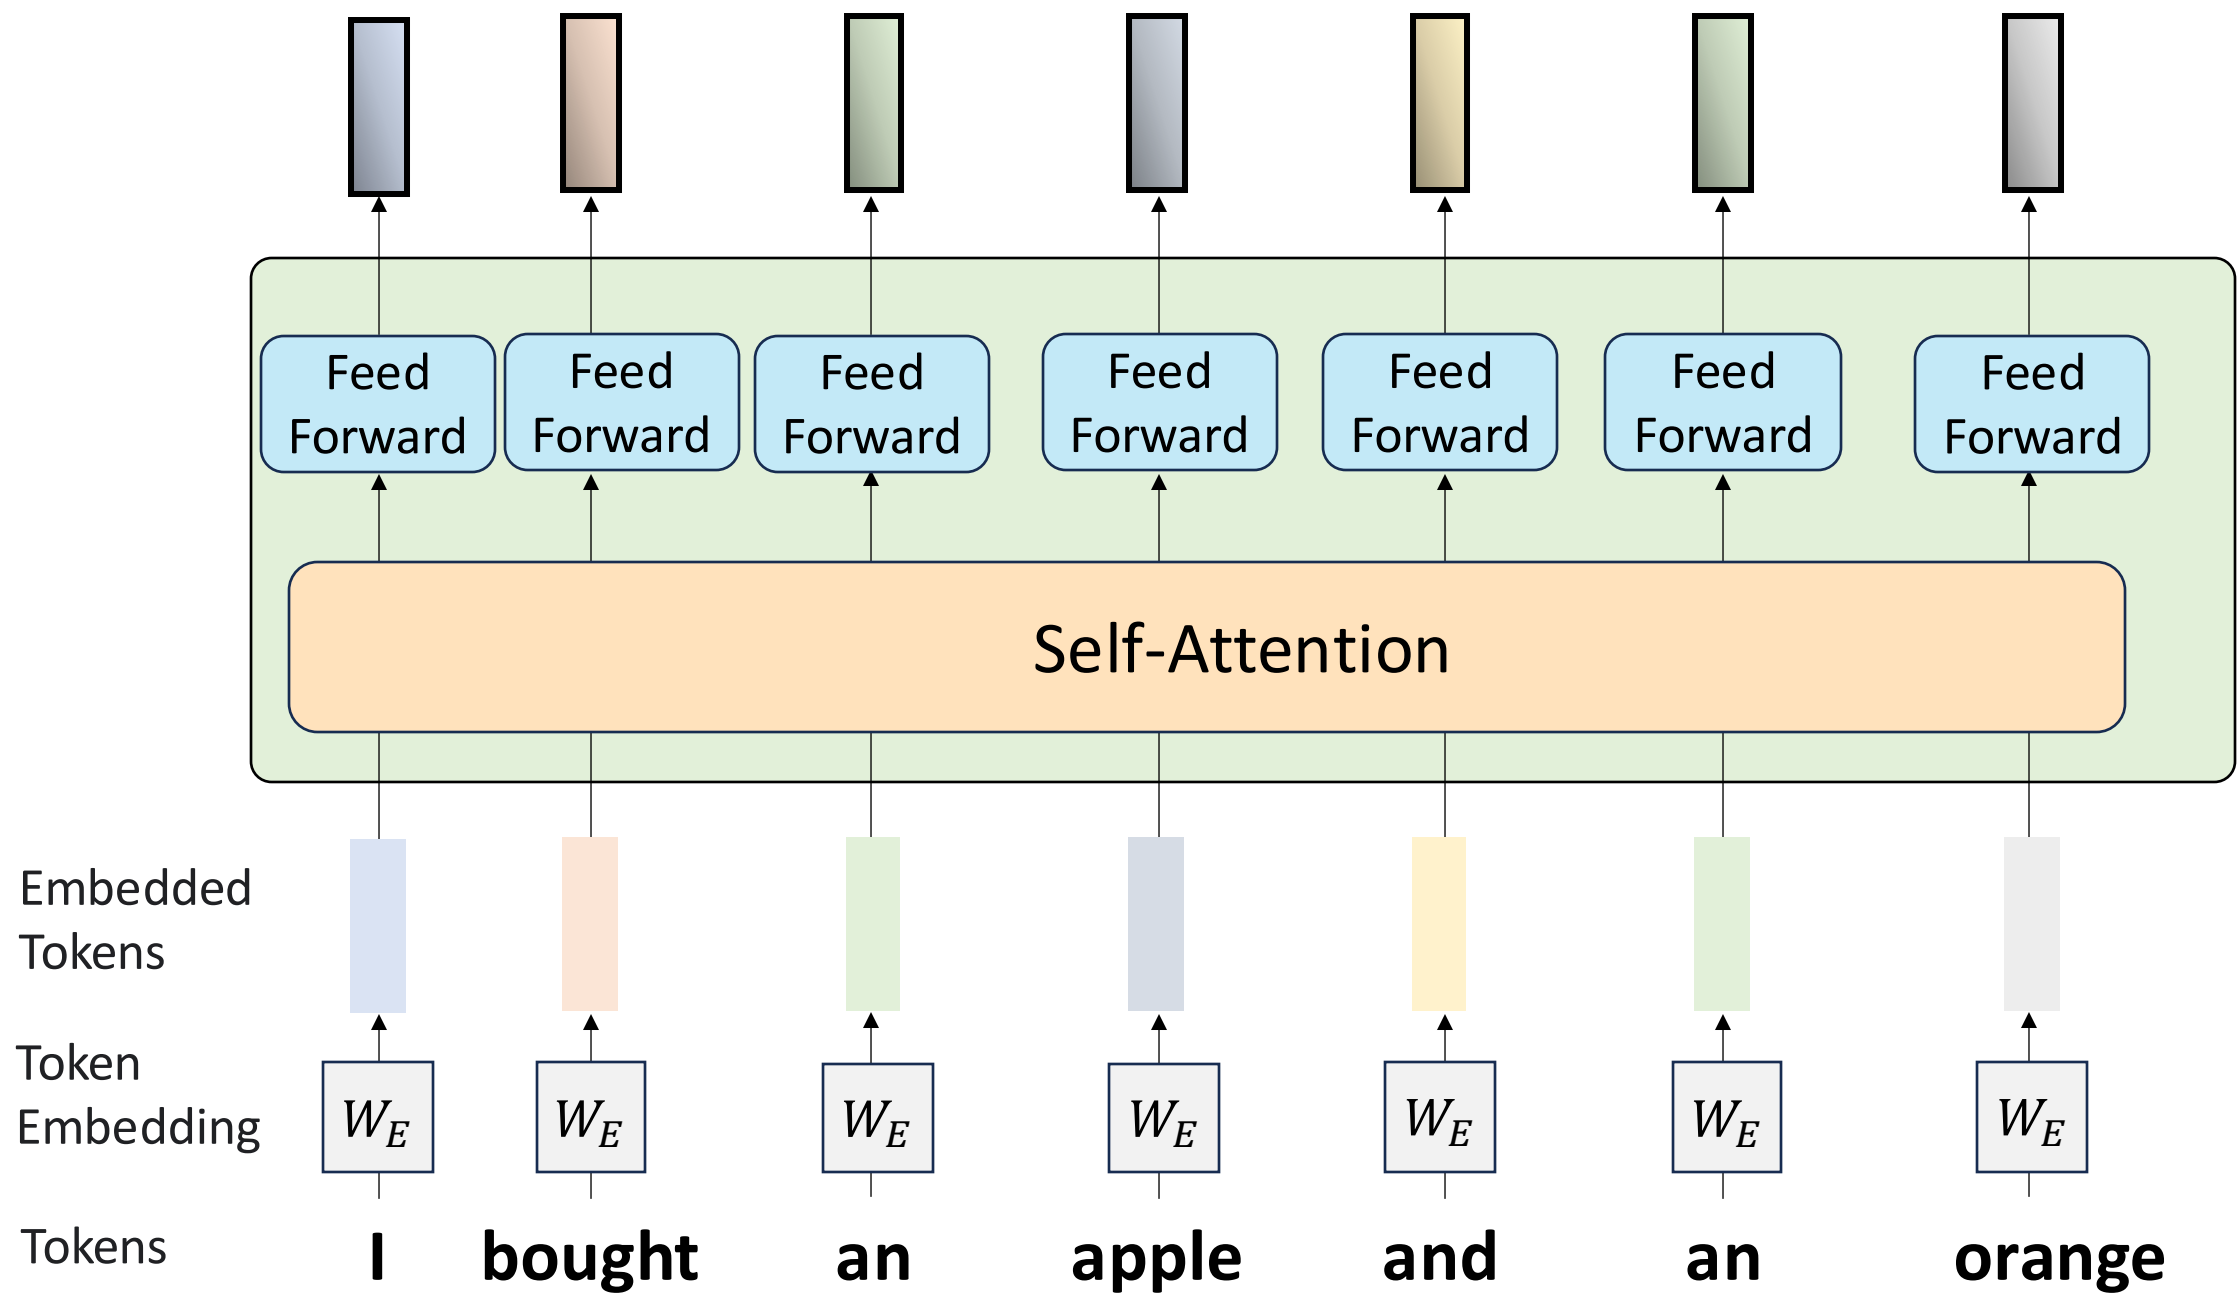 Feed Feed Feed Feed Feed Feed Feed
Forward Forward Forward Forward Forward Forward Forward
Self-Attention
Embedded
Tokens
Token
Embedding
W_E W_E W_E W_E W_E W_E W_E
Tokens I bought an apple and an orange